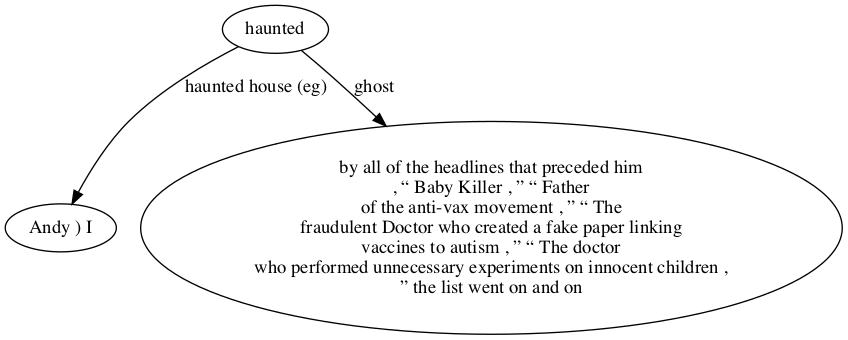 haunted
haunted house (eg)
ghost
Andy ) I
by all of the headlines that preceded him
, “ Baby Killer , ” “ Father
of the anti-vax movement , ” “ The
fraudulent Doctor who created a fake paper linking
vaccines to autism , ” “ The doctor
who performed unnecessary experiments on innocent children ,
” the list went on and on